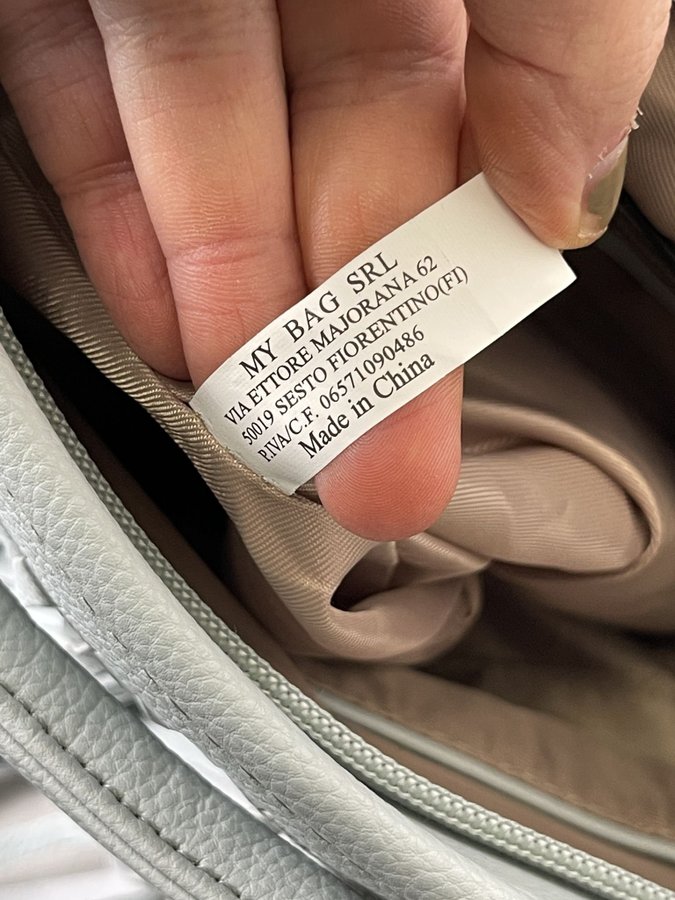 MY BAG SRL
VIA ETTORE MAJORANA 62
50019 SESTO FIORENTINO(FI)
P.IVA/C.F. 06571090486
Made in China